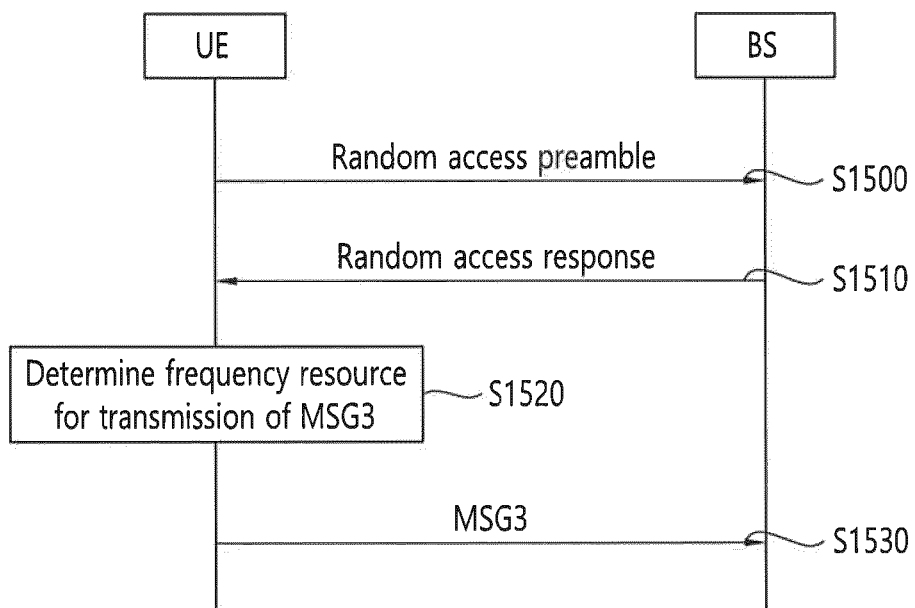 UE
BS
Random access preamble
S1500
Random access response
S1510
Determine frequency resource
for transmission of MSG3
S1520
MSG3
S1530